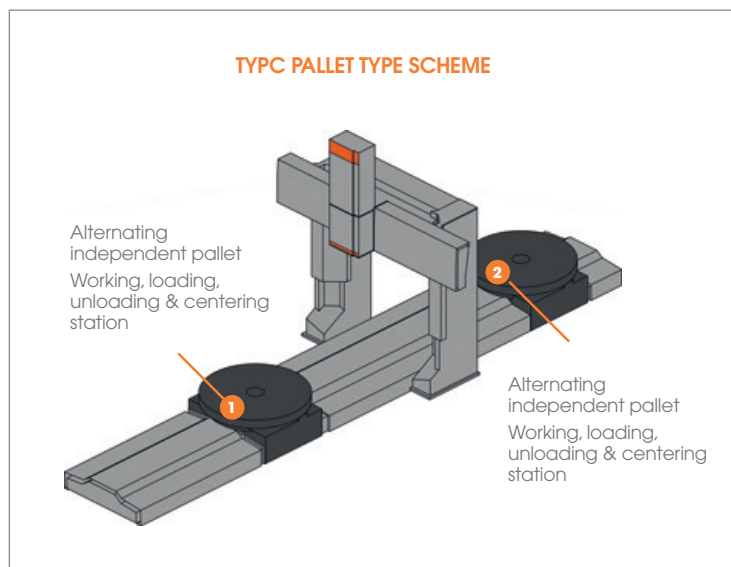 TYPC PALLET TYPE SCHEME
Alternating
independent pallet
Working, loading,
unloading & centering
station
1
2
Alternating
independent pallet
Working, loading,
unloading & centering
station